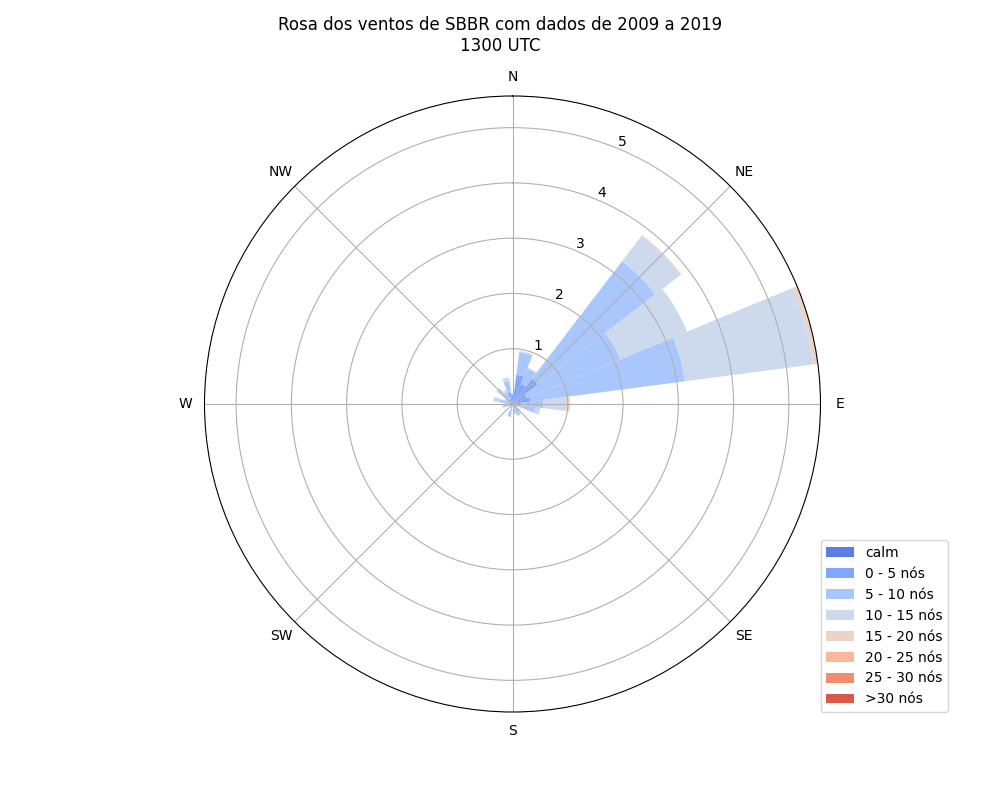 Rosa dos ventos de SBBR com dados de 2009 a 2019
1300 UTC
N
NW
NE
5
4
3
2
1
W
E
SW
SE
S
calm
0 - 5 nós
5 - 10 nós
10 - 15 nós
15 - 20 nós
20 - 25 nós
25 - 30 nós
>30 nós